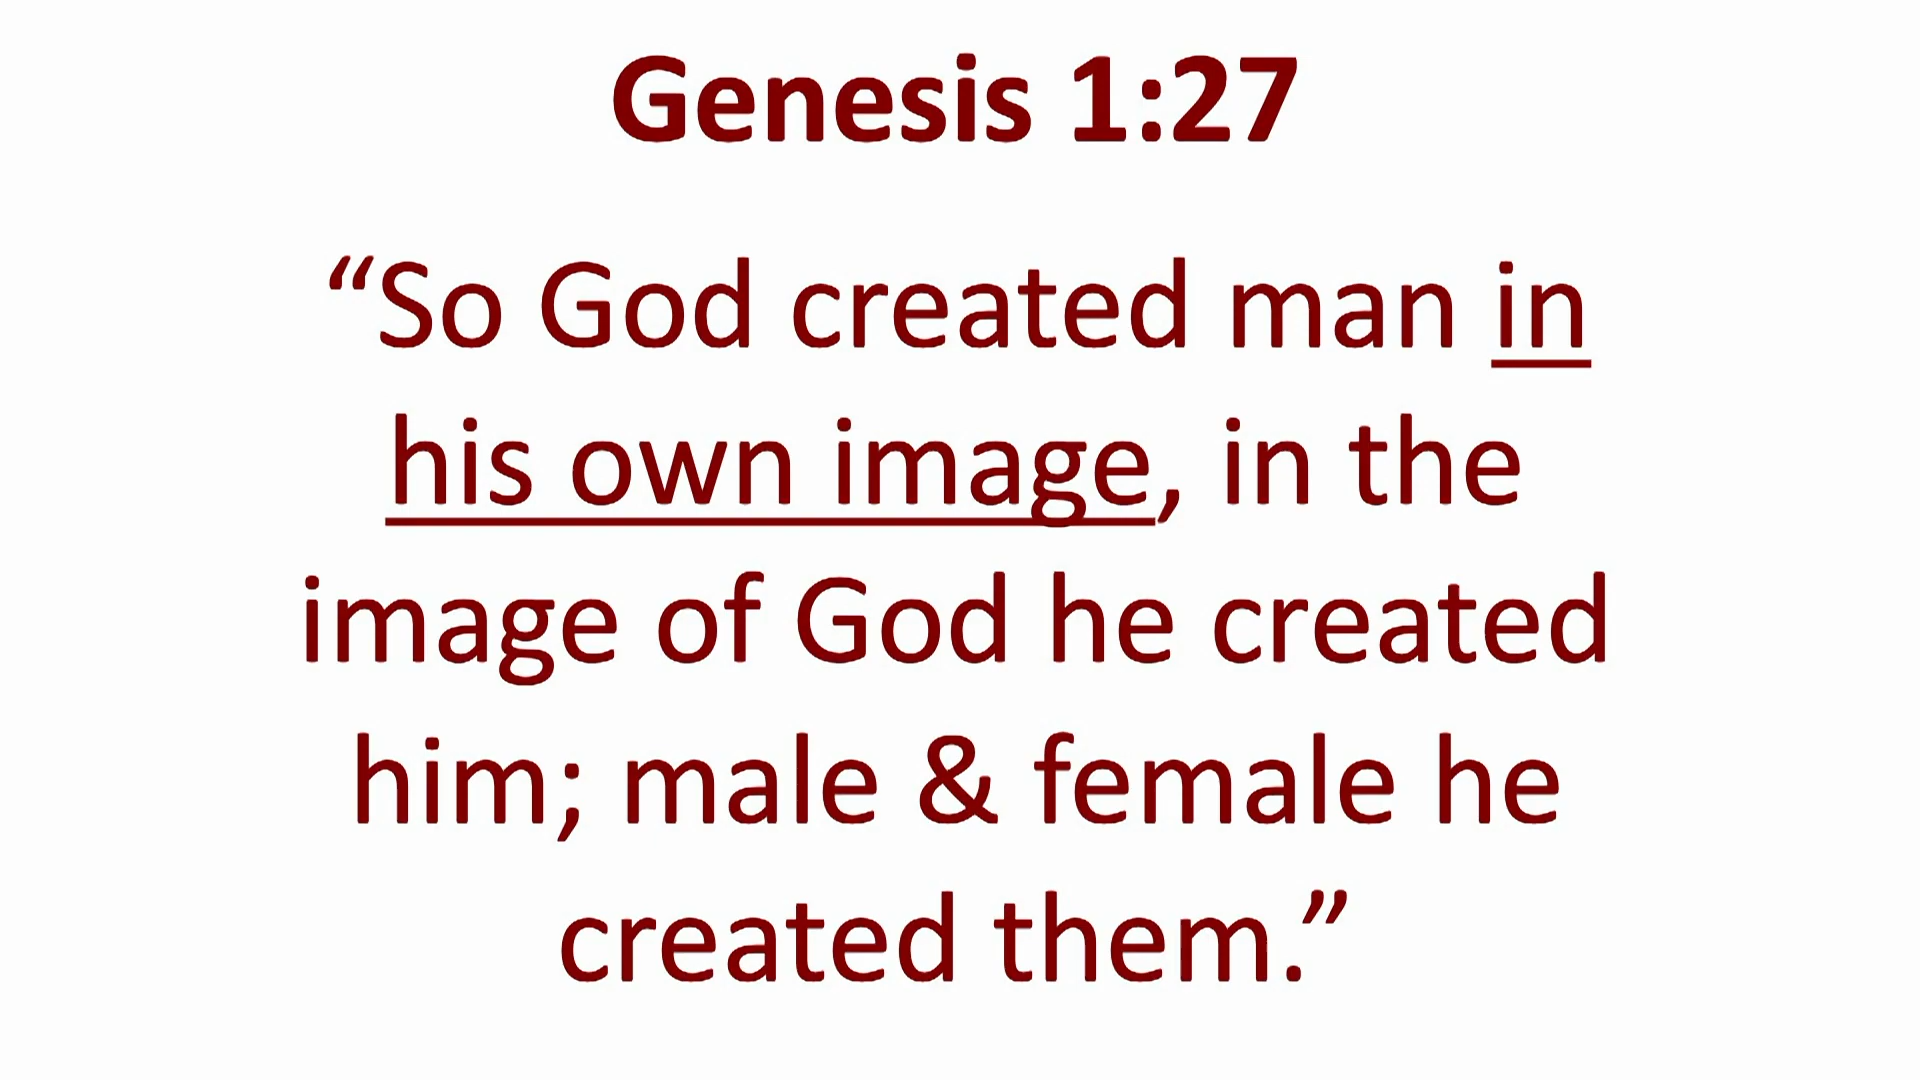 Genesis 1:27
“So God created man in
his own image, in the
image of God he created
him; male & female he
created them.”